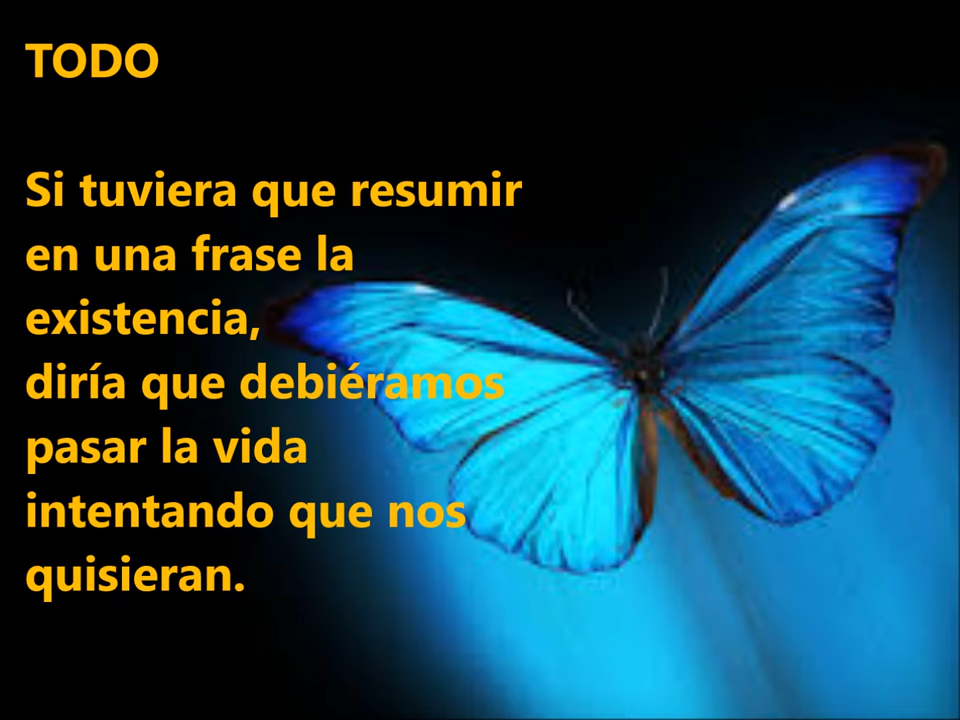 TODO
Si tuviera que resumir
en una frase la
existencia,
diría que debiéramos
pasar la vida
intentando que nos
quisieran.